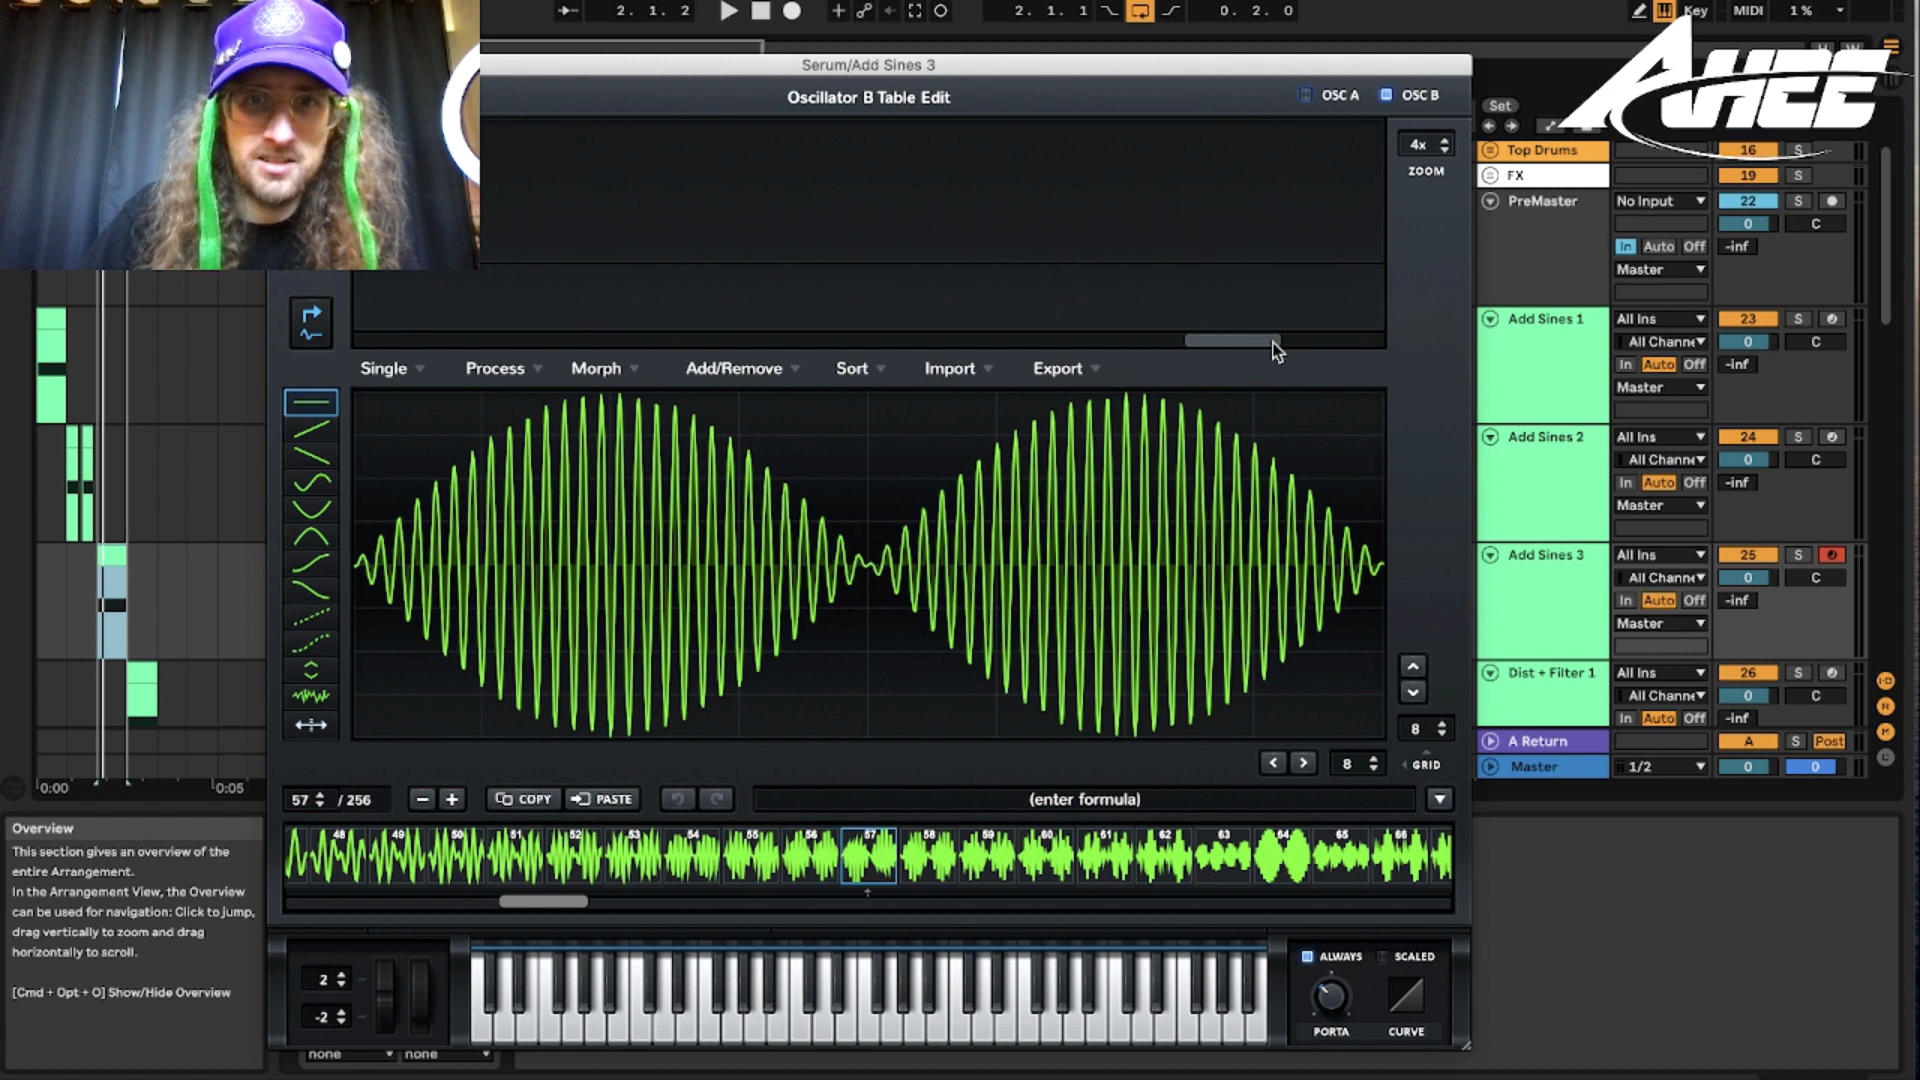 2. 1. 2
2. 1. 1
0. 2. 0
Key
MIDI
1 %
AHEE
Serum/Add Sines 3
Oscillator B Table Edit
OSC A
OSC B
4x
ZOOM
Set
Top Drums
16
S
FX
19
S
PreMaster
No Input
22
S
0
C
In
Auto
Off
-inf
Master
Single
Process
Morph
Add/Remove
Sort
Import
Export
Add Sines 1
All Ins
23
S
All Channe
0
C
In
Auto
Off
-inf
Master
Add Sines 2
All Ins
24
S
All Channe
0
C
In
Auto
Off
-inf
Master
Add Sines 3
All Ins
25
S
All Channe
0
C
In
Auto
Off
-inf
Master
Dist + Filter 1
All Ins
26
S
All Channe
0
C
In
Auto
Off
-inf
A Return
A
S
Post
Master
1/2
0
0
8
8
GRID
0:00
0:05
57
/ 256
COPY
PASTE
(enter formula)
48
49
50
51
52
53
54
55
56
57
58
59
60
61
62
63
64
65
66
Overview
This section gives an overview of the
entire Arrangement.
In the Arrangement View, the Overview
can be used for navigation: Click to jump,
drag vertically to zoom and drag
horizontally to scroll.
[Cmd + Opt + O] Show/Hide Overview
2
-2
ALWAYS
SCALED
PORTA
CURVE
none
none